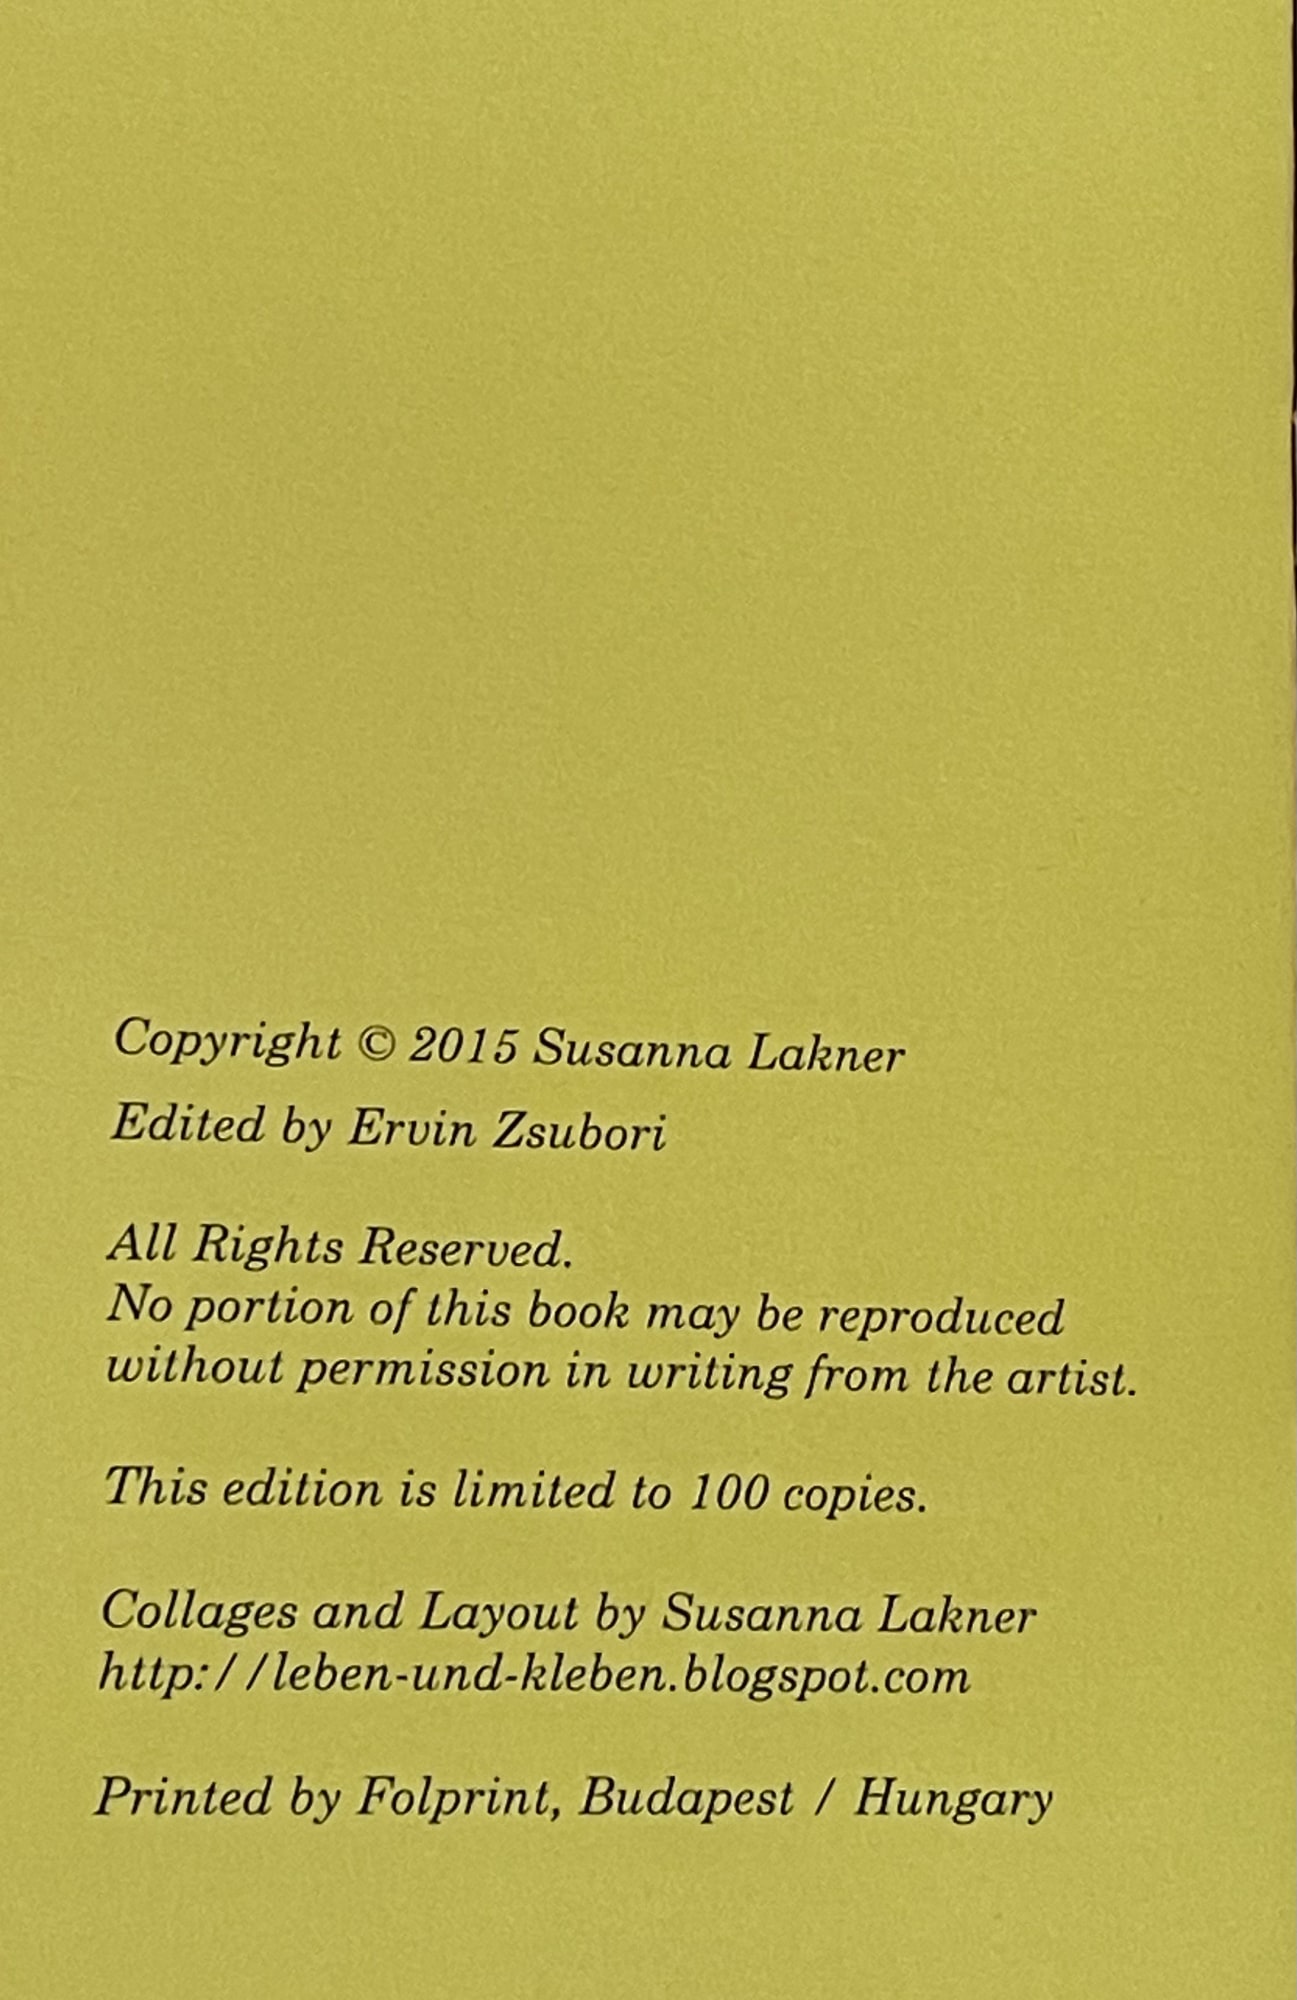 Copyright © 2015 Susanna Lakner
Edited by Ervin Zsubori
All Rights Reserved.
No portion of this book may be reproduced
without permission in writing from the artist.
This edition is limited to 100 copies.
Collages and Layout by Susanna Lakner
http://leben-und-kleben.blogspot.com
Printed by Folprint, Budapest / Hungary